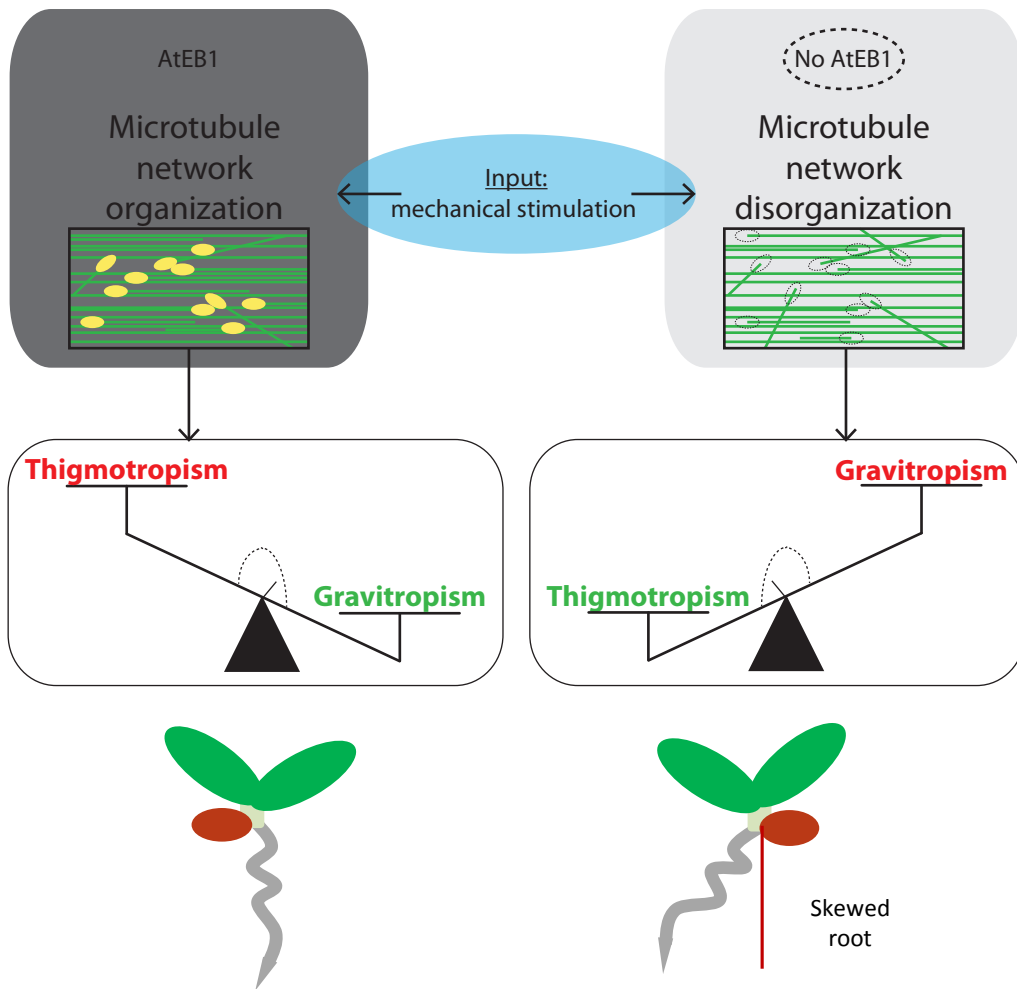 AtEB1
Microtubule
network
organization
Input:
mechanical stimulation
No AtEB1
Microtubule
network
disorganization
Thigmotropism
Gravitropism
Gravitropism
Thigmotropism
Skewed
root